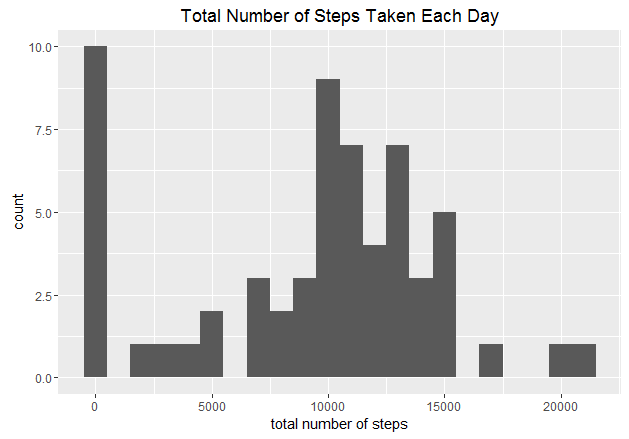 Total Number of Steps Taken Each Day
10.0
7.5
5.0
2.5
0.0
count
0 5000 10000 15000 20000
total number of steps